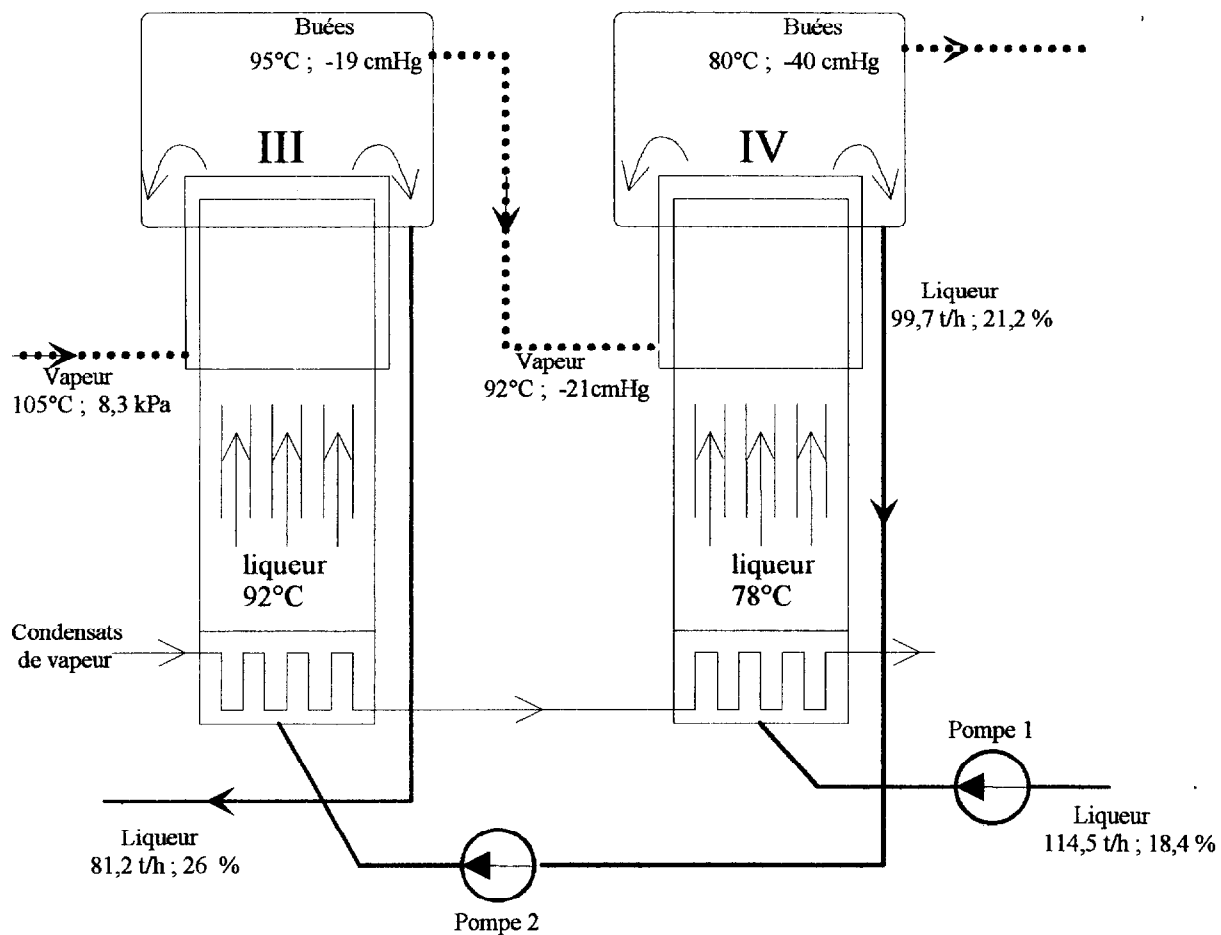 Buées
95°C ; -19 cmHg
III
Vapeur
105°C ; 8,3 kPa
liqueur
92°C
Condensats
de vapeur
Liqueur
81,2 t/h ; 26 %
Pompe 2
Buées
80°C ; -40 cmHg
IV
Vapeur
92°C ; -21cmHg
Liqueur
99,7 t/h ; 21,2 %
liqueur
78°C
Pompe 1
Liqueur
114,5 t/h ; 18,4 %